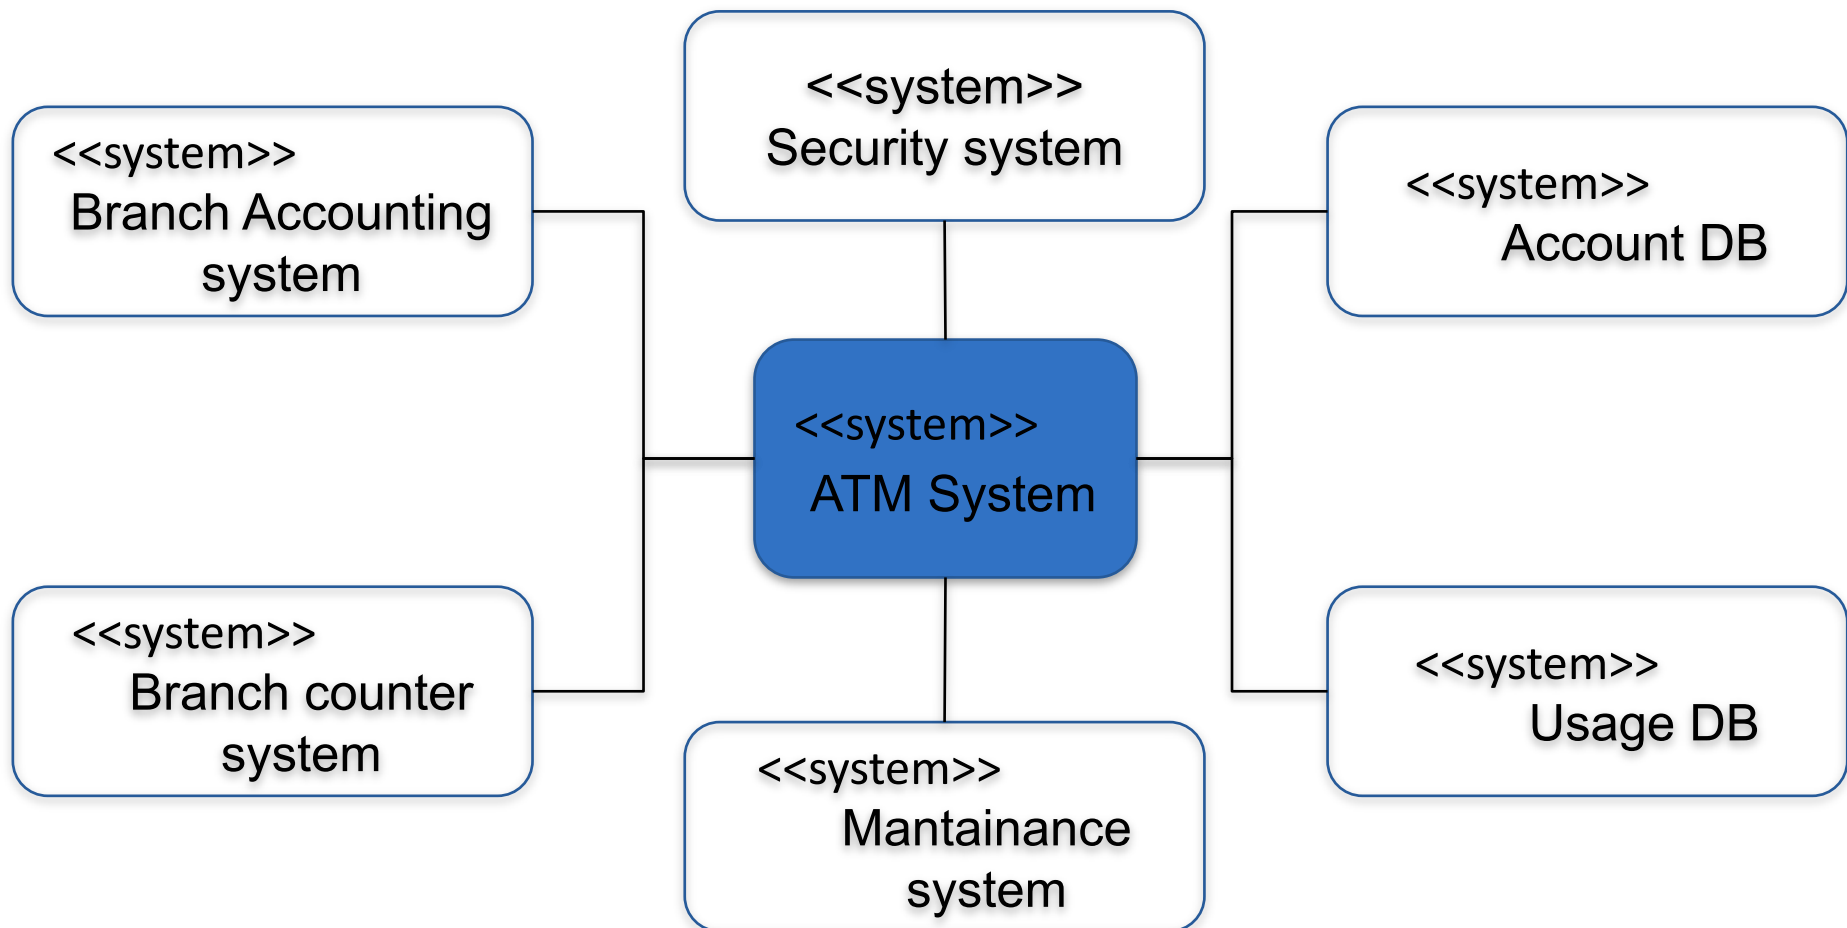 <<system>>
Security system
<<system>>
Branch Accounting
system
<<system>>
Account DB
<<system>>
ATM System
<<system>>
Branch counter
system
<<system>>
Usage DB
<<system>>
Mantainance
system